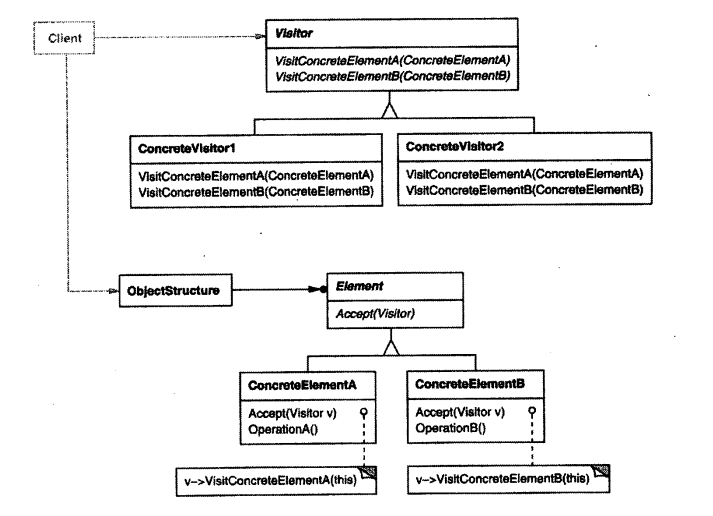 Client
Visitor
VisitConcreteElementA(ConcreteElementA)
VisitConcreteElementB(ConcreteElementB)
ConcreteVisitor1
VisitConcreteElementA(ConcreteElementA)
VisitConcreteElementB(ConcreteElementB)
ConcreteVisitor2
VisitConcreteElementA(ConcreteElementA)
VisitConcreteElementB(ConcreteElementB)
ObjectStructure
Element
Accept(Visitor)
ConcreteElementA
Accept(Visitor v)
OperationA()
ConcreteElementB
Accept(Visitor v)
OperationB()
v->VisitConcreteElementA(this)
v->VisitConcreteElementB(this)